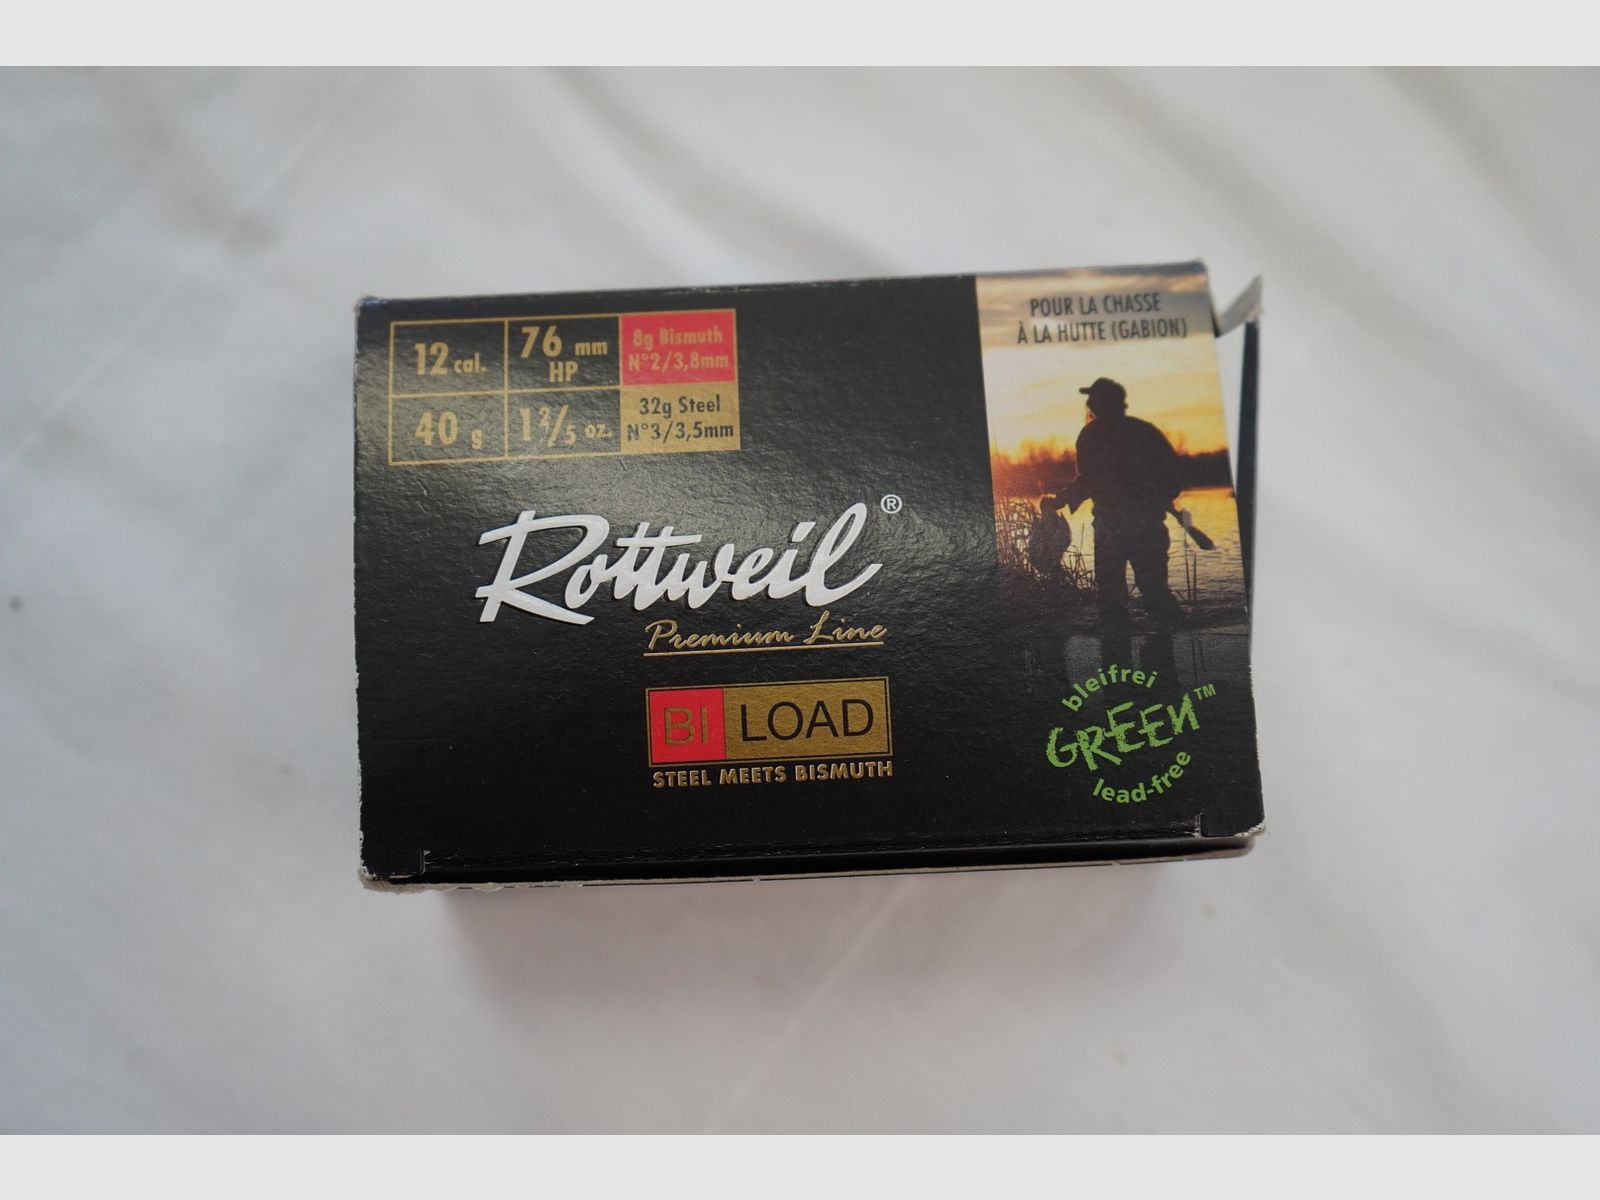 12 cal.
76 mm
HP
8g Bismuth
N°2/3,8mm
40 g
1 2/5 oz.
32g Steel
N°3/3,5mm
POUR LA CHASSE
À LA HUTTE (GABION)
Rottweil®
Premium Line
BI LOAD
STEEL MEETS BISMUTH
bleifrei
GREEN™
lead-free